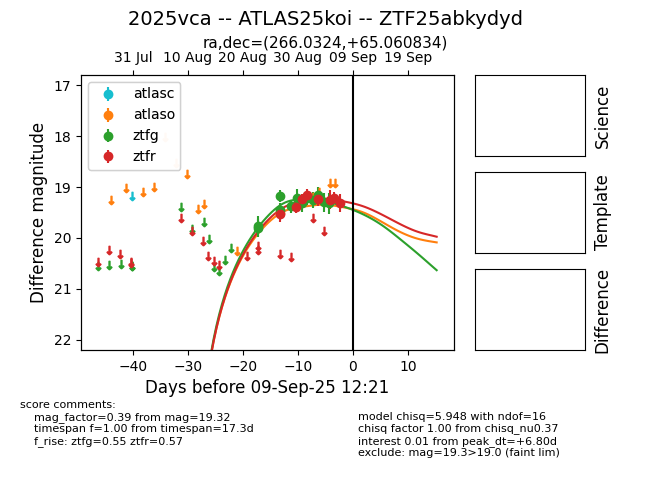 2025vca -- ATLAS25koi -- ZTF25abkydyd
ra,dec=(266.0324,+65.060834)
31 Jul 10 Aug 20 Aug 30 Aug 09 Sep 19 Sep
atlasc
atlaso
ztfg
ztfr
17
18
19
20
21
22
Difference magnitude
−40 −30 −20 −10 0 10
Days before 09-Sep-25 12:21
Science
Template
Difference
score comments:
mag_factor=0.39 from mag=19.32
timespan f=1.00 from timespan=17.3d
f_rise: ztfg=0.55 ztfr=0.57
model chisq=5.948 with ndof=16
chisq factor 1.00 from chisq_nu0.37
interest 0.01 from peak_dt=+6.80d
exclude: mag=19.3>19.0 (faint lim)